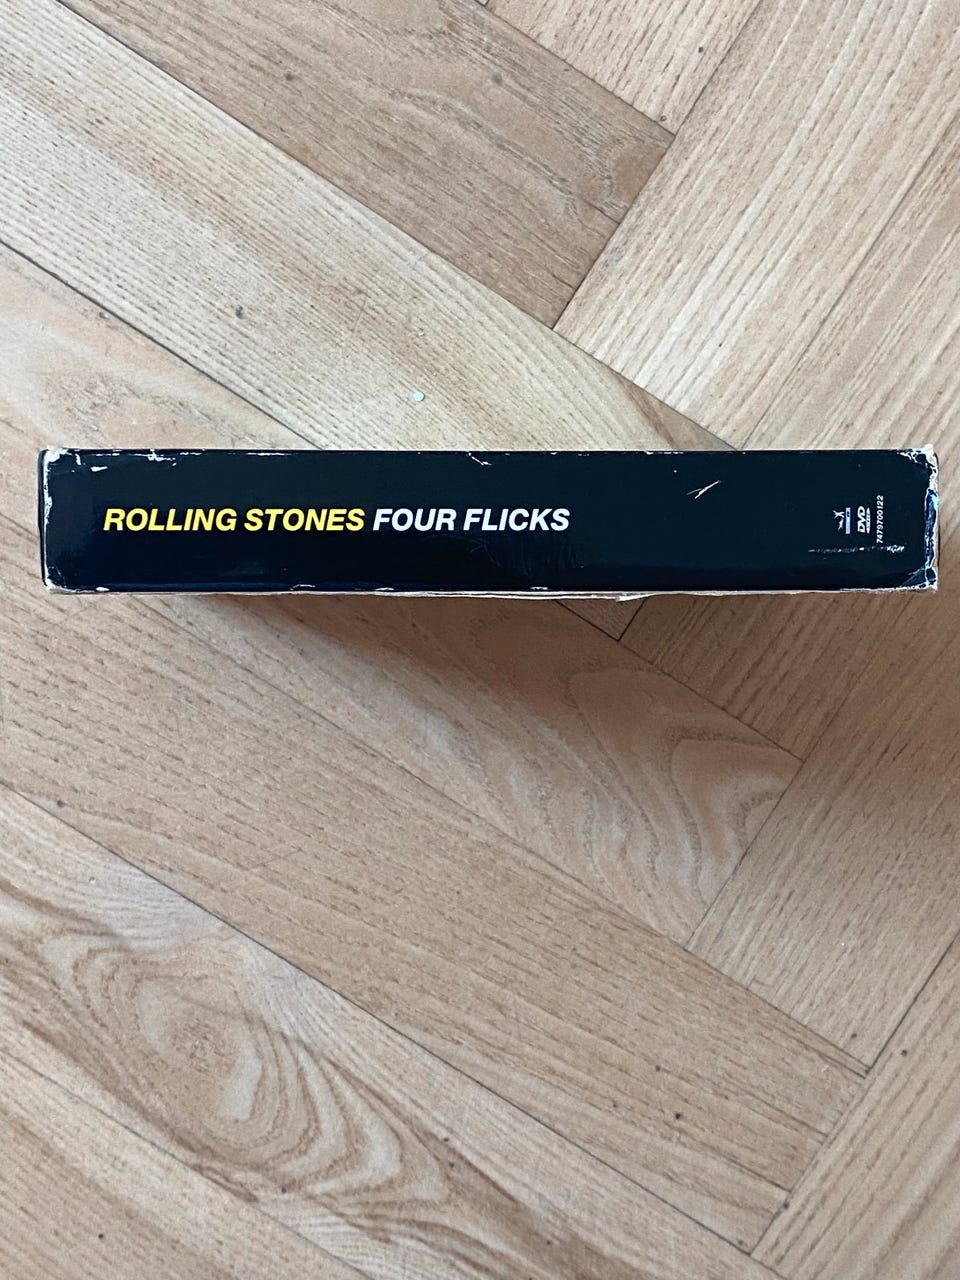 ROLLING STONES FOUR FLICKS
DVD
7479700122